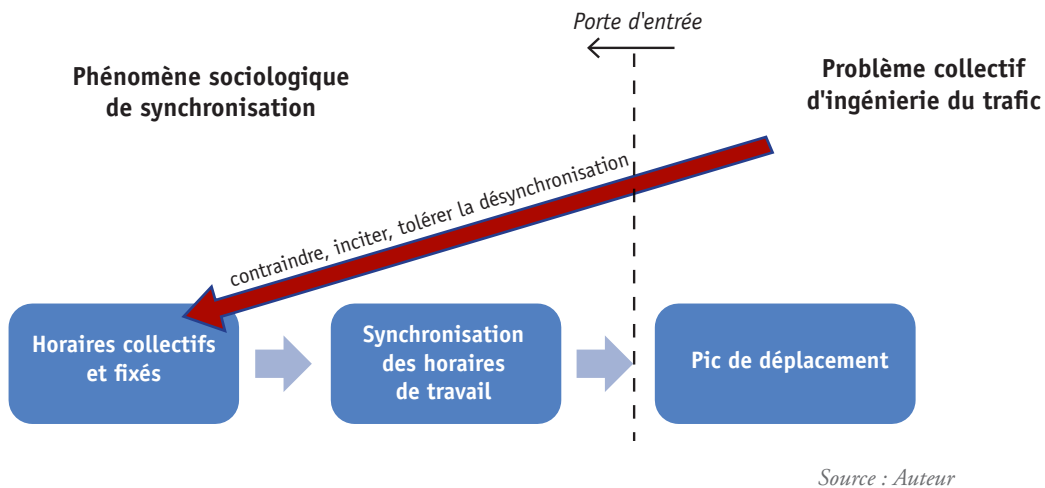 Porte d'entrée
Phénomène sociologique
de synchronisation
Problème collectif
d'ingénierie du trafic
contraindre, inciter, tolérer la désynchronisation
Horaires collectifs
et fixés
Synchronisation
des horaires
de travail
Pic de déplacement
Source : Auteur